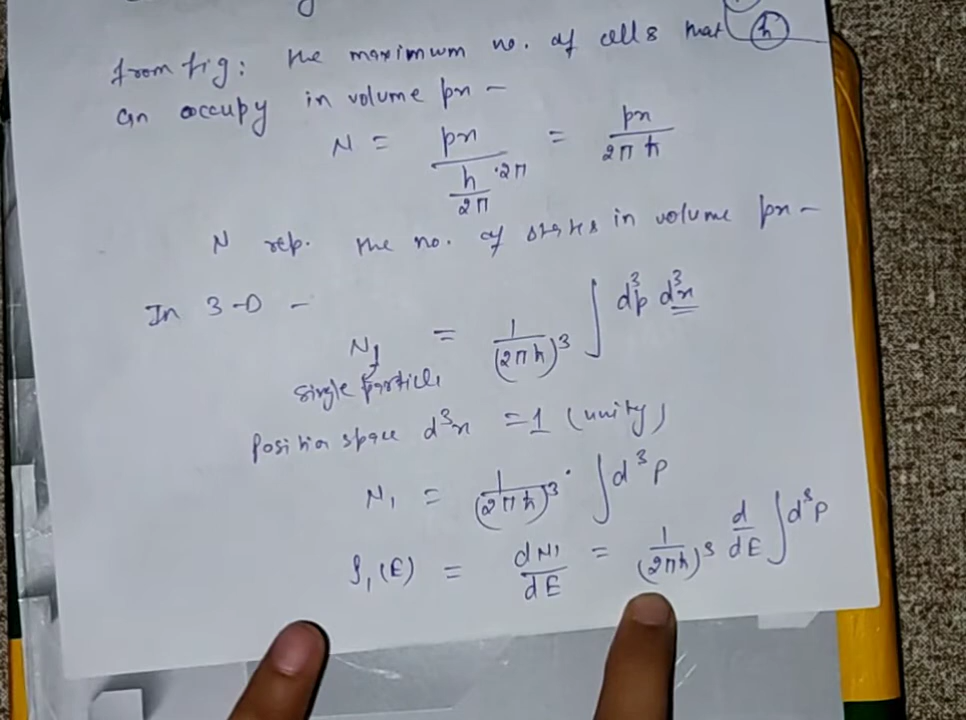 from fig: the maximum no. of cells that (h)
can occupy in volume px –
N = px / (h/2π · 2π) = px / 2πħ
N rep. the no. of states in volume px –
In 3-D –
N₁ = 1/(2πħ)³ ∫ d³p d³x
single particle
Position space d³x = 1 (unity)
N₁ = 1/(2πħ)³ · ∫d³p
ρ₁(E) = dN₁/dE = 1/(2πħ)³ d/dE ∫d³p